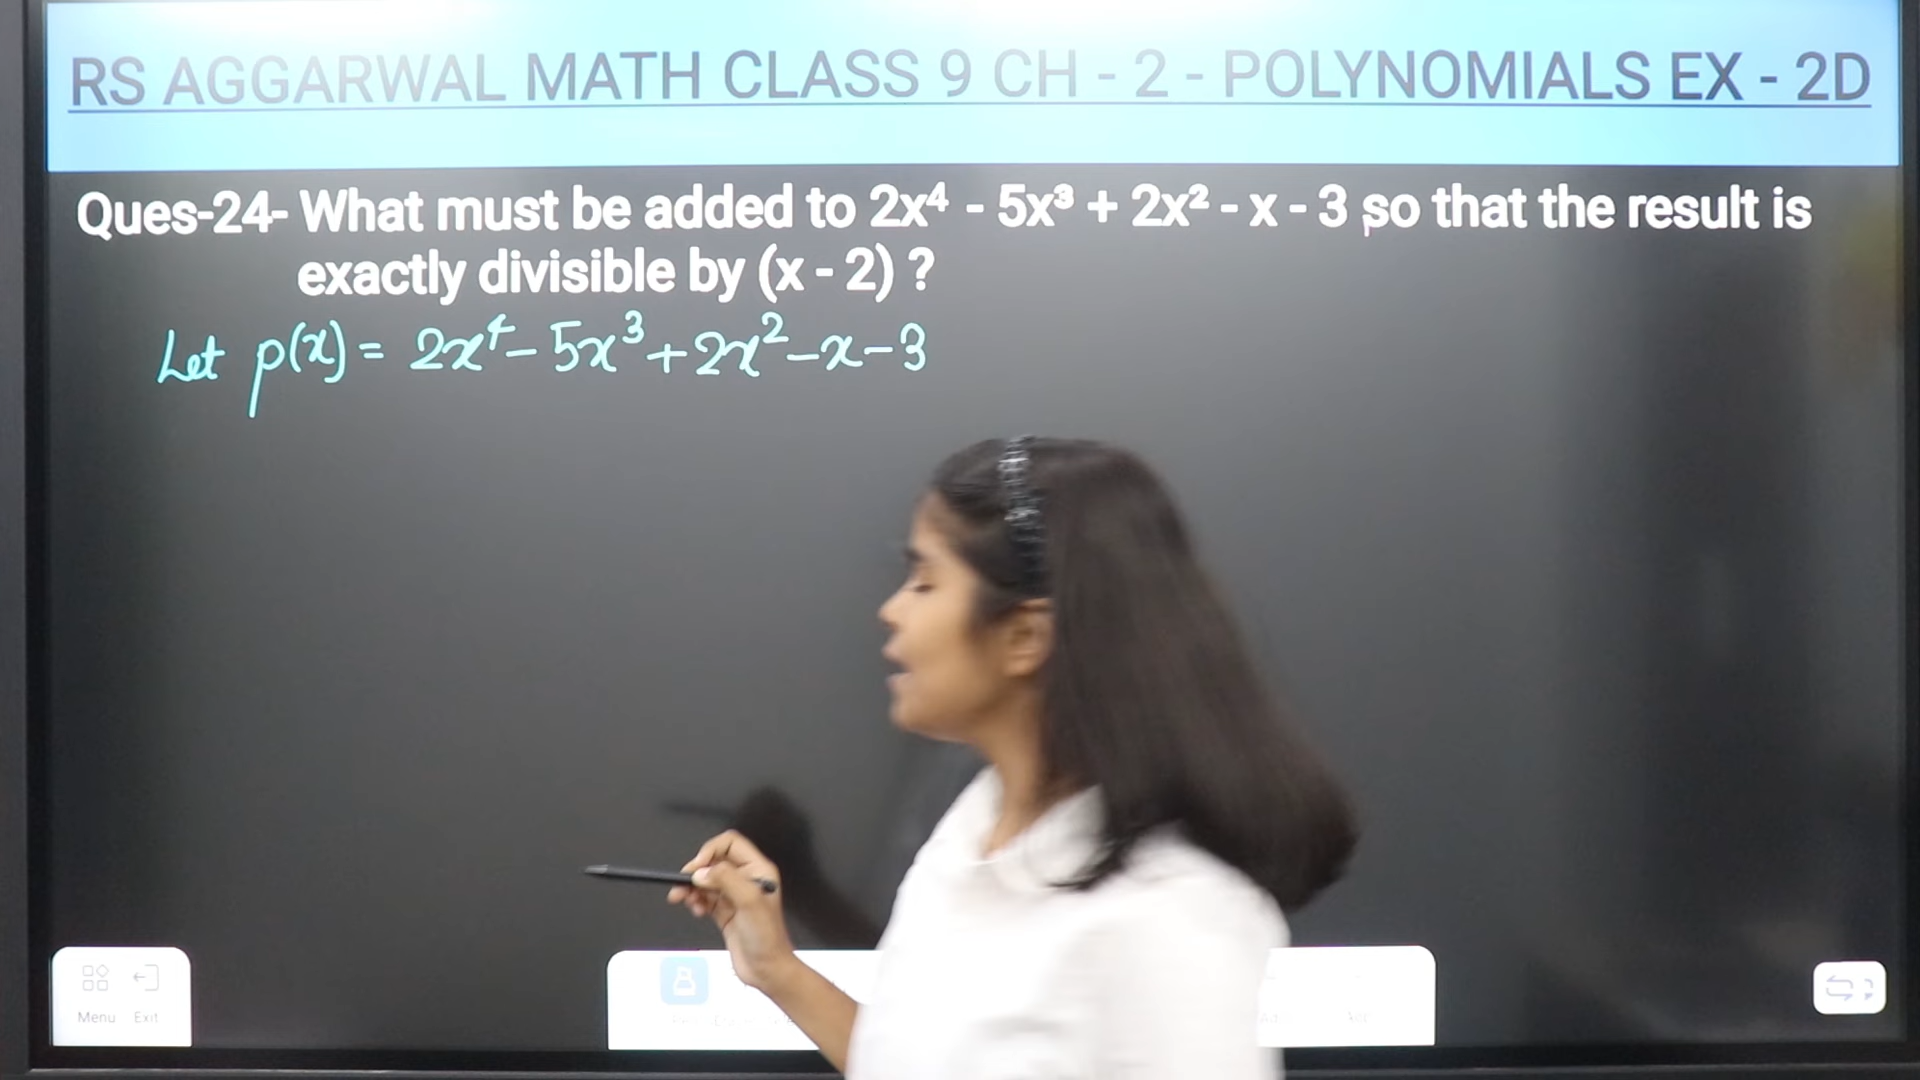 RS AGGARWAL MATH CLASS 9 CH - 2 - POLYNOMIALS EX - 2D
Ques-24- What must be added to 2x⁴ - 5x³ + 2x² - x - 3 so that the result is
exactly divisible by (x - 2) ?
Let p(x) = 2x⁴ - 5x³ + 2x² - x - 3
Menu Exit